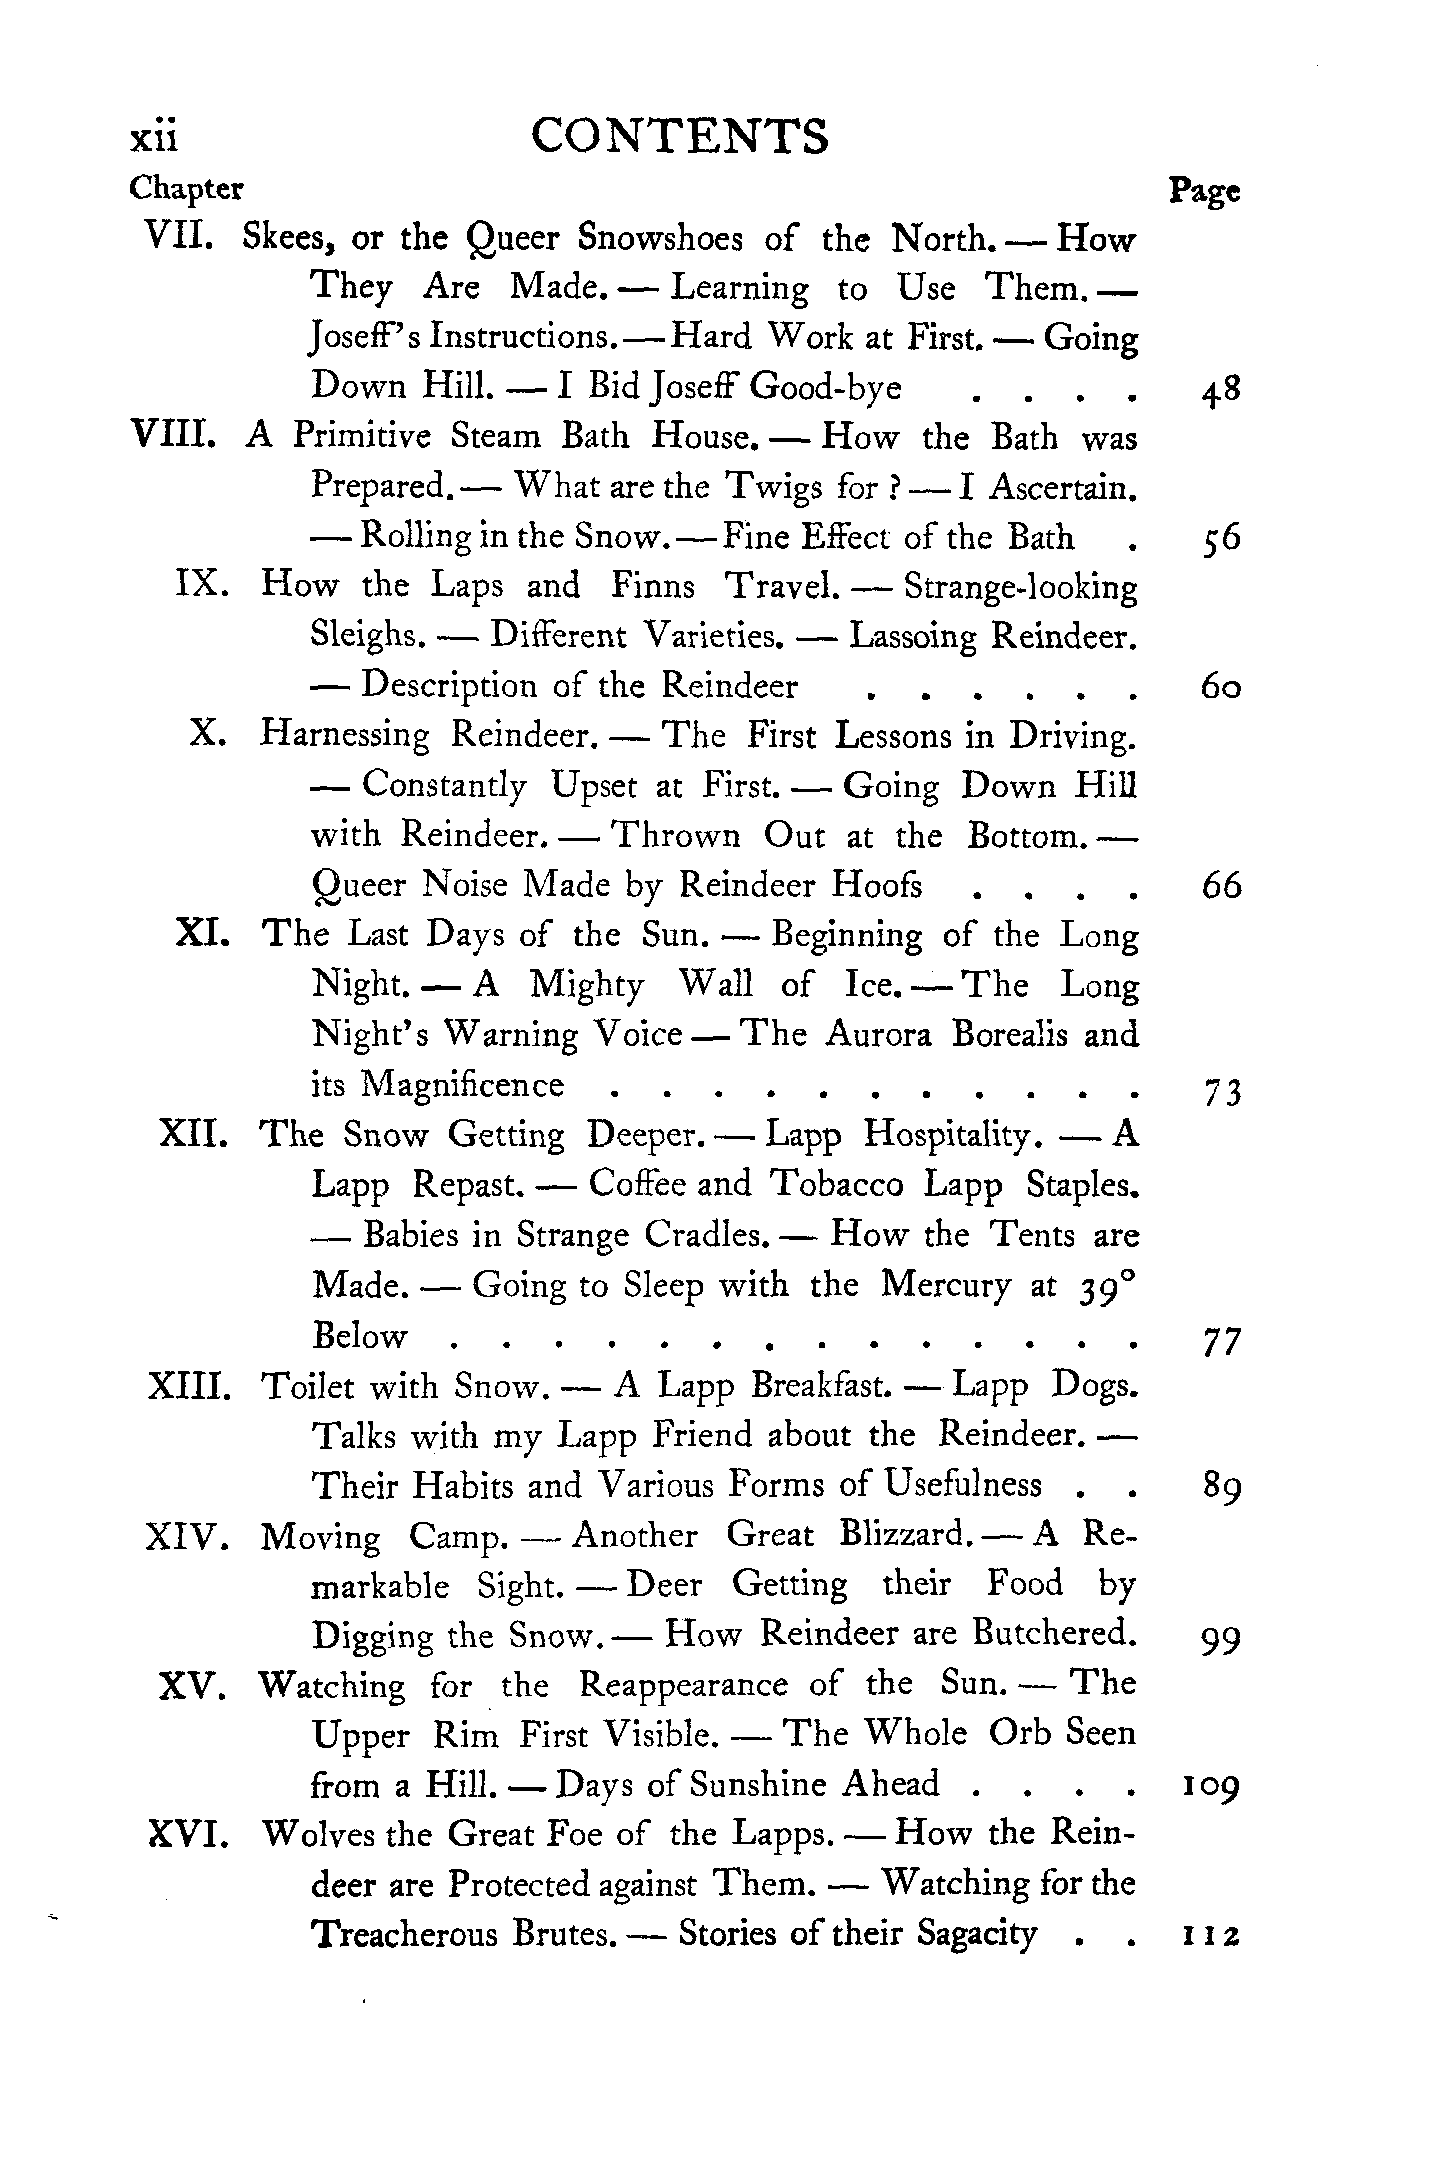 xii CONTENTS
Chapter Page
VII. Skees, or the Queer Snowshoes of the North. — How
They Are Made. — Learning to Use Them. —
Joseff's Instructions. — Hard Work at First. — Going
Down Hill. — I Bid Joseff Good-bye . . . . 48
VIII. A Primitive Steam Bath House. — How the Bath was
Prepared. — What are the Twigs for ? — I Ascertain.
— Rolling in the Snow. — Fine Effect of the Bath . 56
IX. How the Laps and Finns Travel. — Strange-looking
Sleighs. — Different Varieties. — Lassoing Reindeer.
— Description of the Reindeer . . . . . . 60
X. Harnessing Reindeer. — The First Lessons in Driving.
— Constantly Upset at First. — Going Down Hill
with Reindeer. — Thrown Out at the Bottom. —
Queer Noise Made by Reindeer Hoofs . . . . 66
XI. The Last Days of the Sun. — Beginning of the Long
Night. — A Mighty Wall of Ice. — The Long
Night's Warning Voice — The Aurora Borealis and
its Magnificence . . . . . . . . . . . 73
XII. The Snow Getting Deeper. — Lapp Hospitality. — A
Lapp Repast. — Coffee and Tobacco Lapp Staples.
— Babies in Strange Cradles. — How the Tents are
Made. — Going to Sleep with the Mercury at 39°
Below . . . . . . . . . . . . . . 77
XIII. Toilet with Snow. — A Lapp Breakfast. — Lapp Dogs.
Talks with my Lapp Friend about the Reindeer. —
Their Habits and Various Forms of Usefulness . . 89
XIV. Moving Camp. — Another Great Blizzard. — A Re-
markable Sight. — Deer Getting their Food by
Digging the Snow. — How Reindeer are Butchered. 99
XV. Watching for the Reappearance of the Sun. — The
Upper Rim First Visible. — The Whole Orb Seen
from a Hill. — Days of Sunshine Ahead . . . . 109
XVI. Wolves the Great Foe of the Lapps. — How the Rein-
deer are Protected against Them. — Watching for the
Treacherous Brutes. — Stories of their Sagacity . . 112